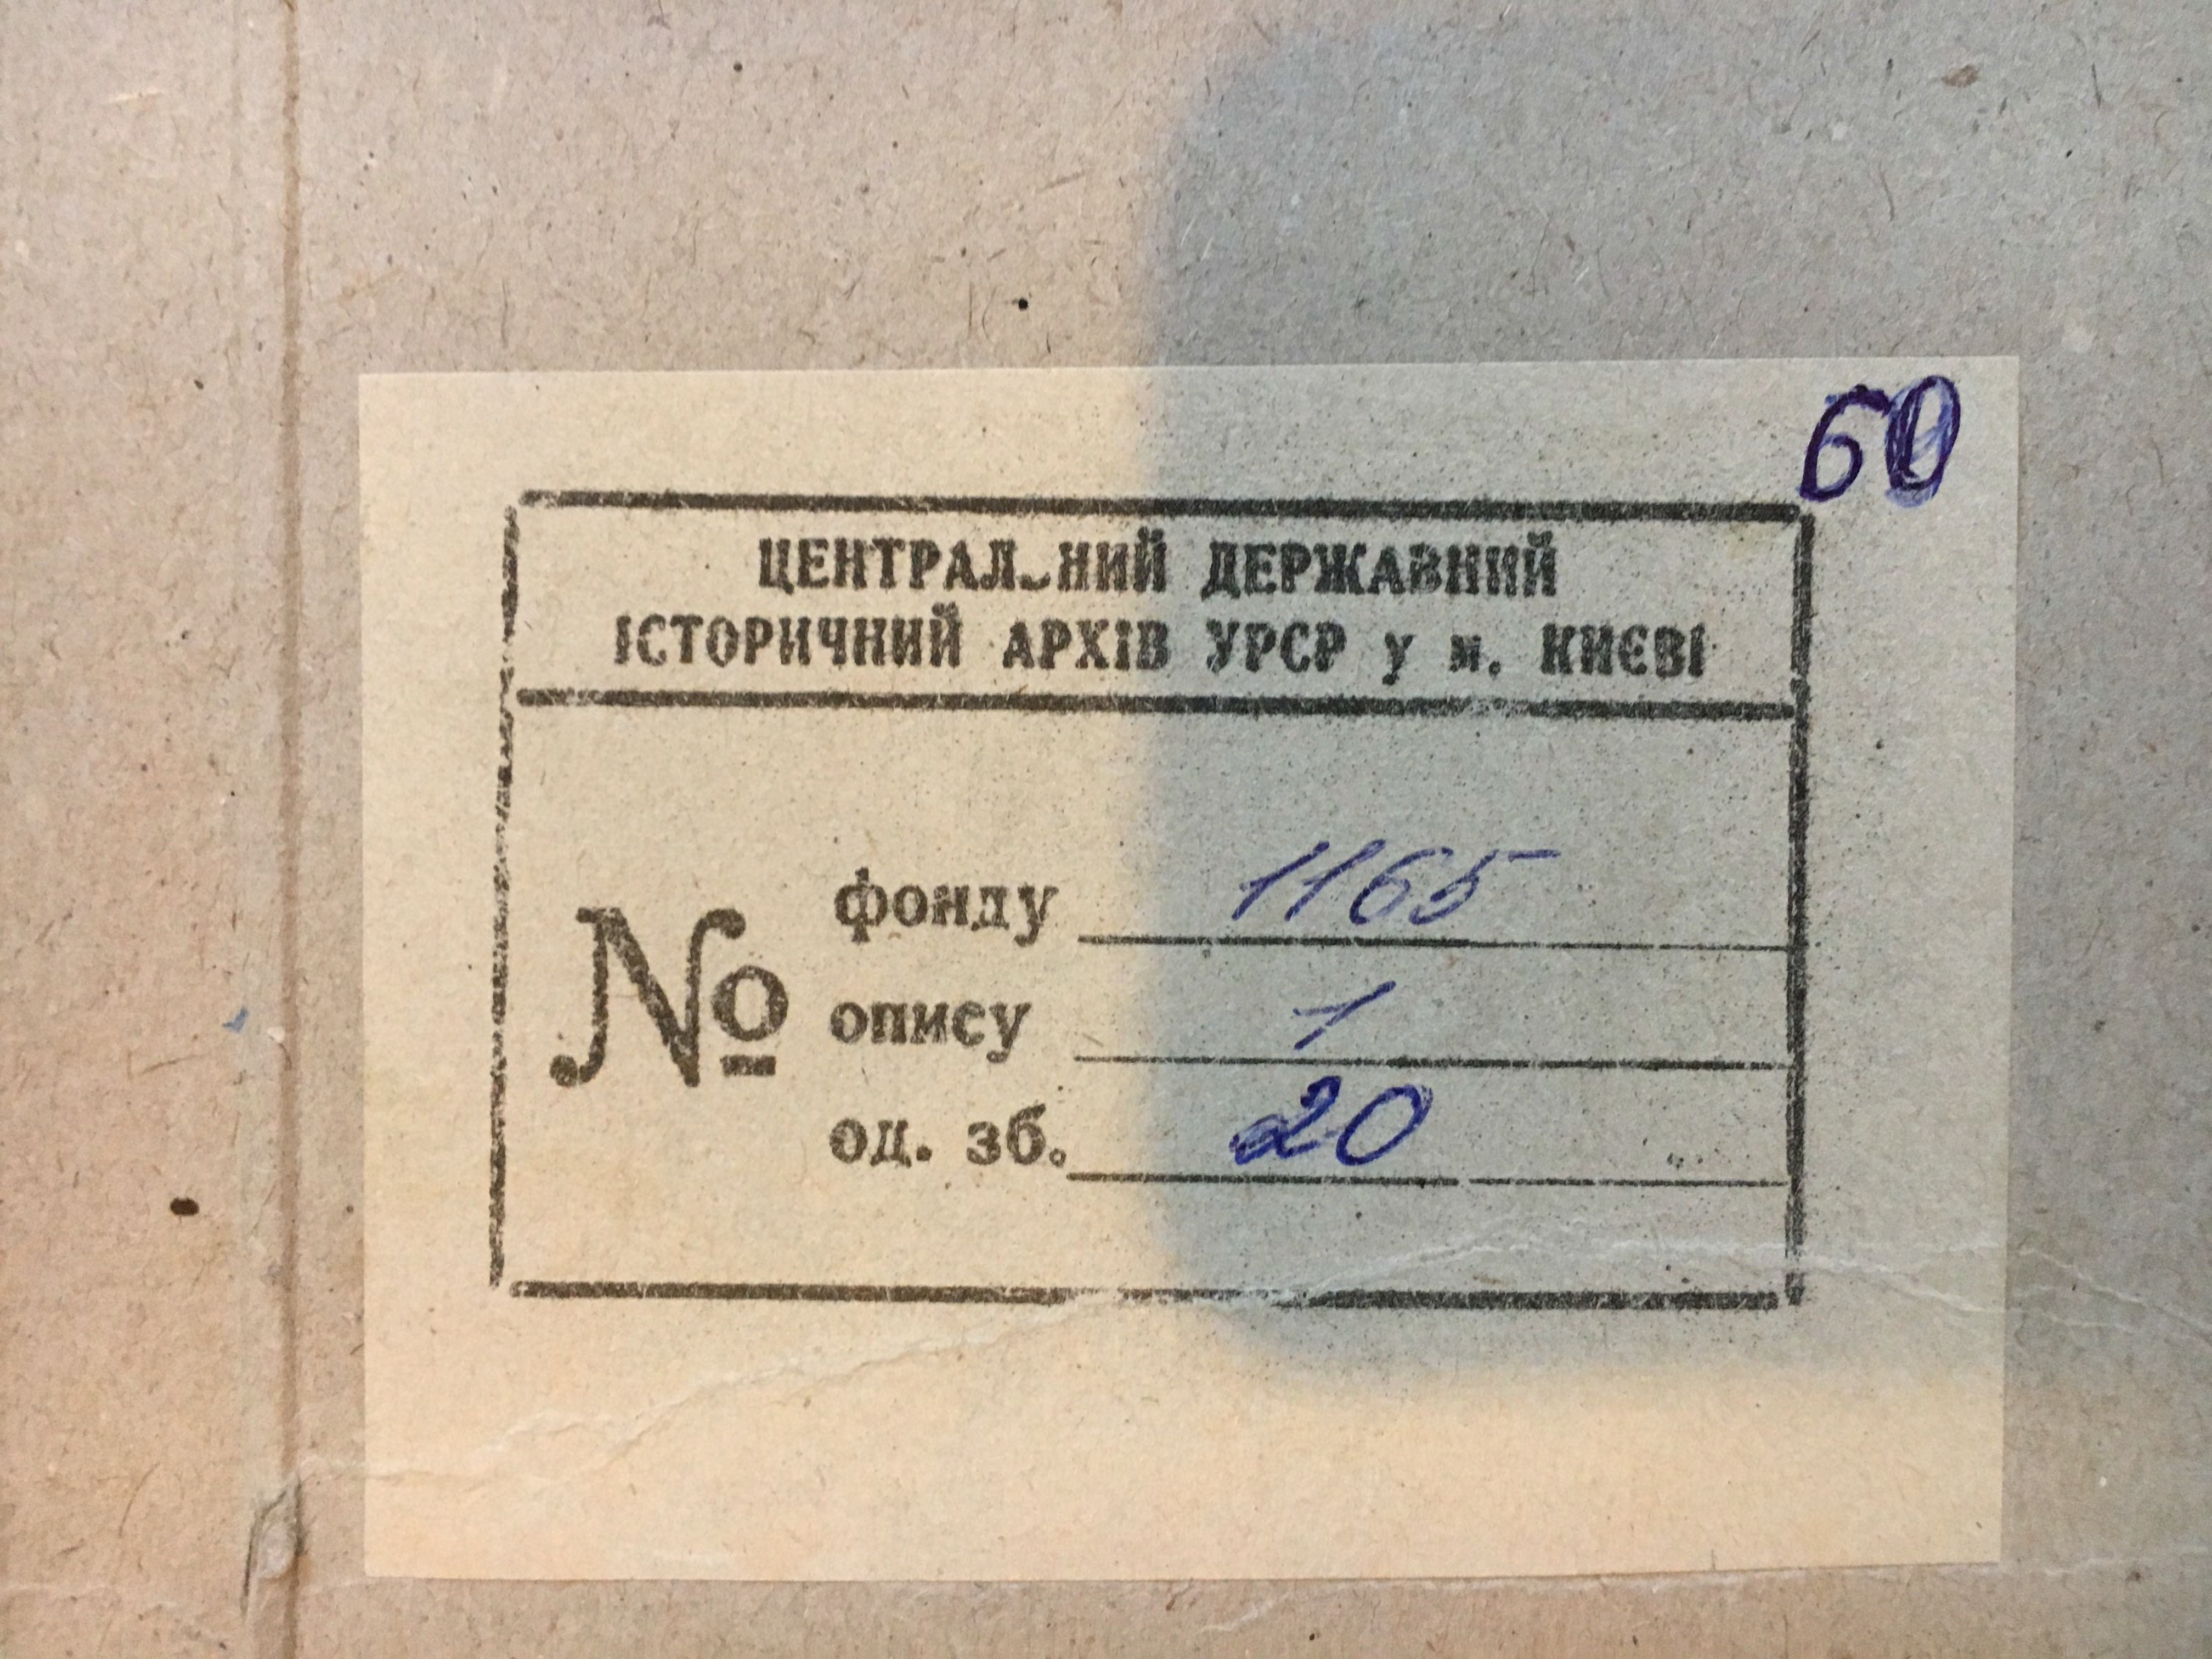 60
ЦЕНТРАЛЬНИЙ ДЕРЖАВНИЙ
ІСТОРИЧНИЙ АРХІВ УРСР у м. КИЄВІ
№
фонду 1165
опису 1
од. зб. 20